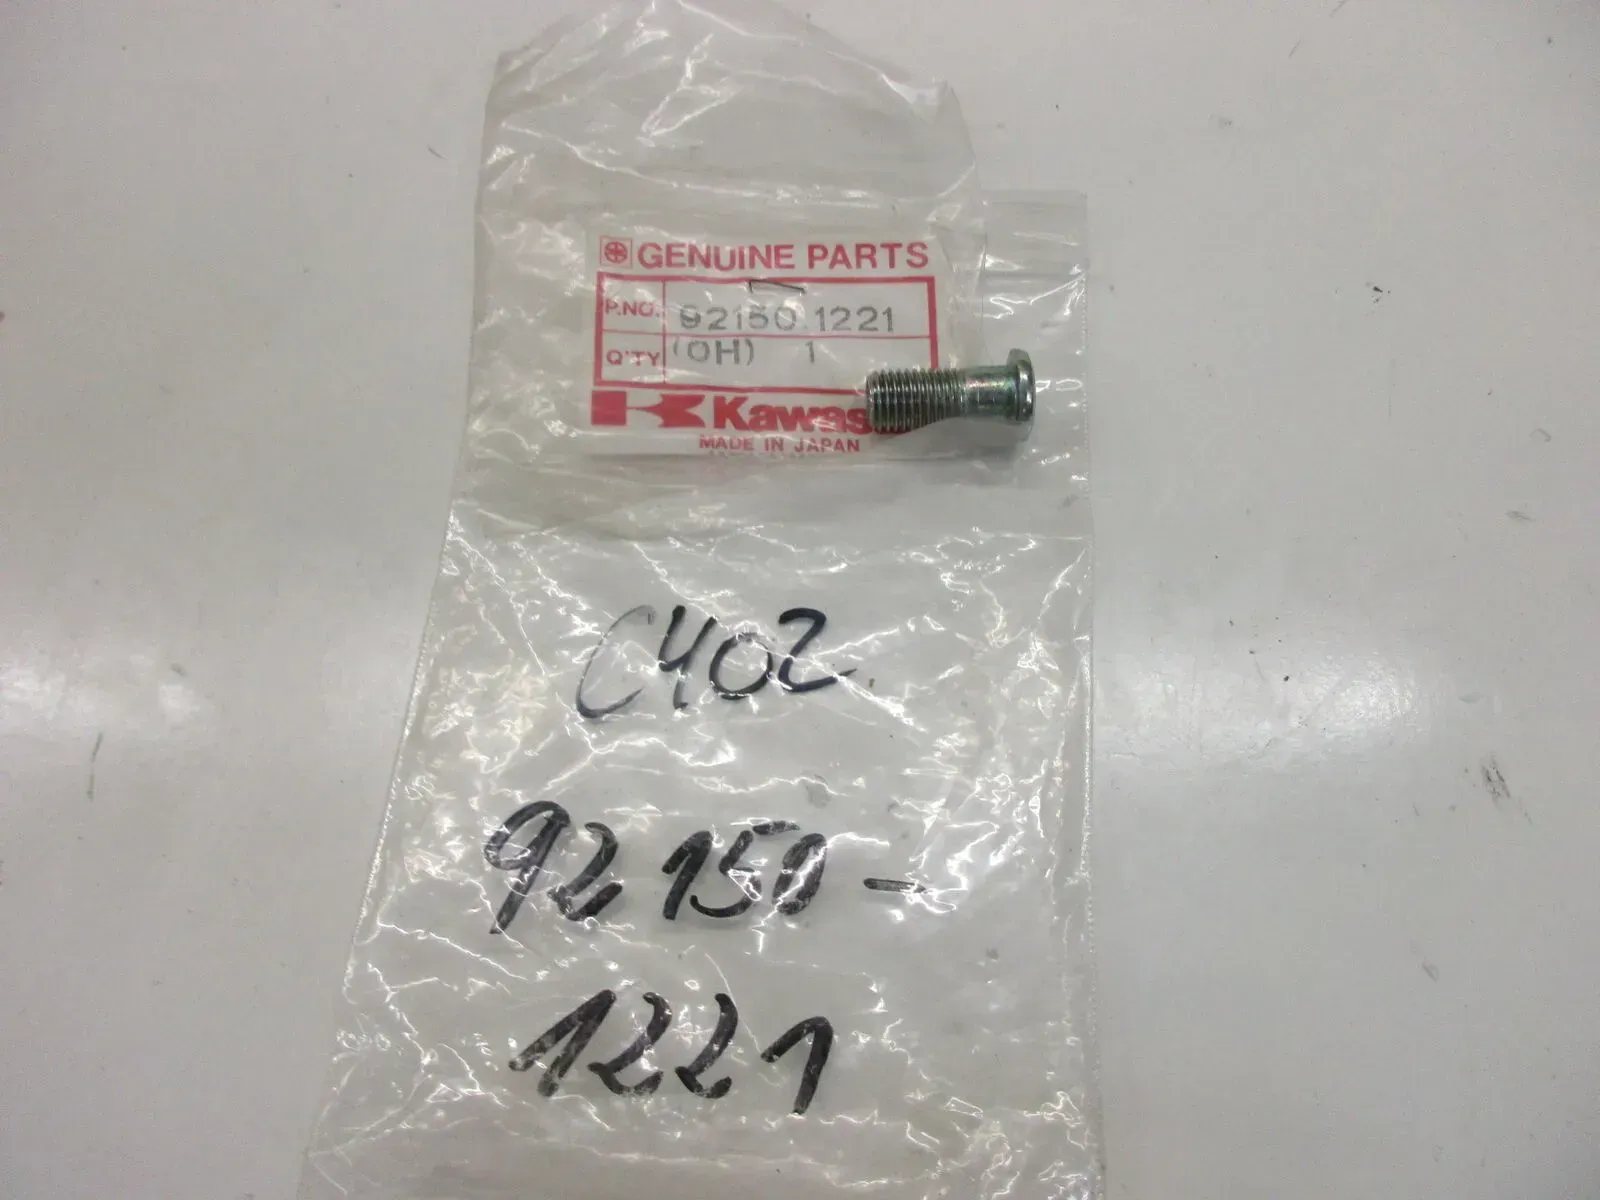 GENUINE PARTS
P.NO. 92150.1221
Q'TY (OH) 1
Kawas
MADE IN JAPAN
C402
92150-
1221